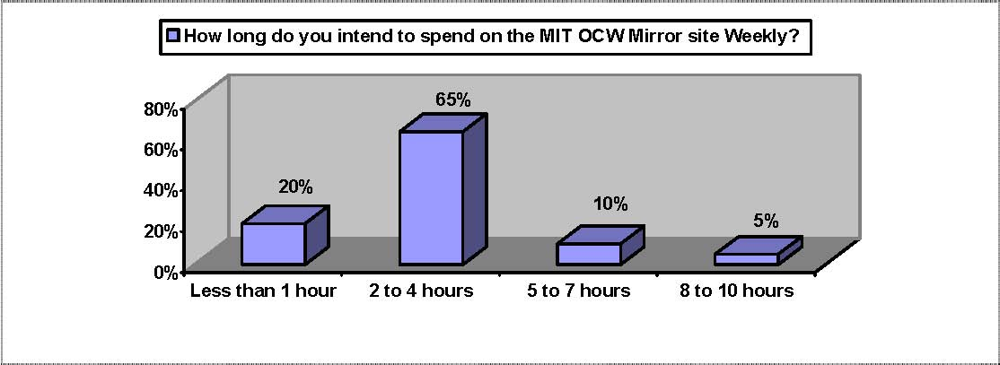 How long do you intend to spend on the MIT OCW Mirror site Weekly?
80%
60%
40%
20%
0%
20%
65%
10%
5%
Less than 1 hour
2 to 4 hours
5 to 7 hours
8 to 10 hours